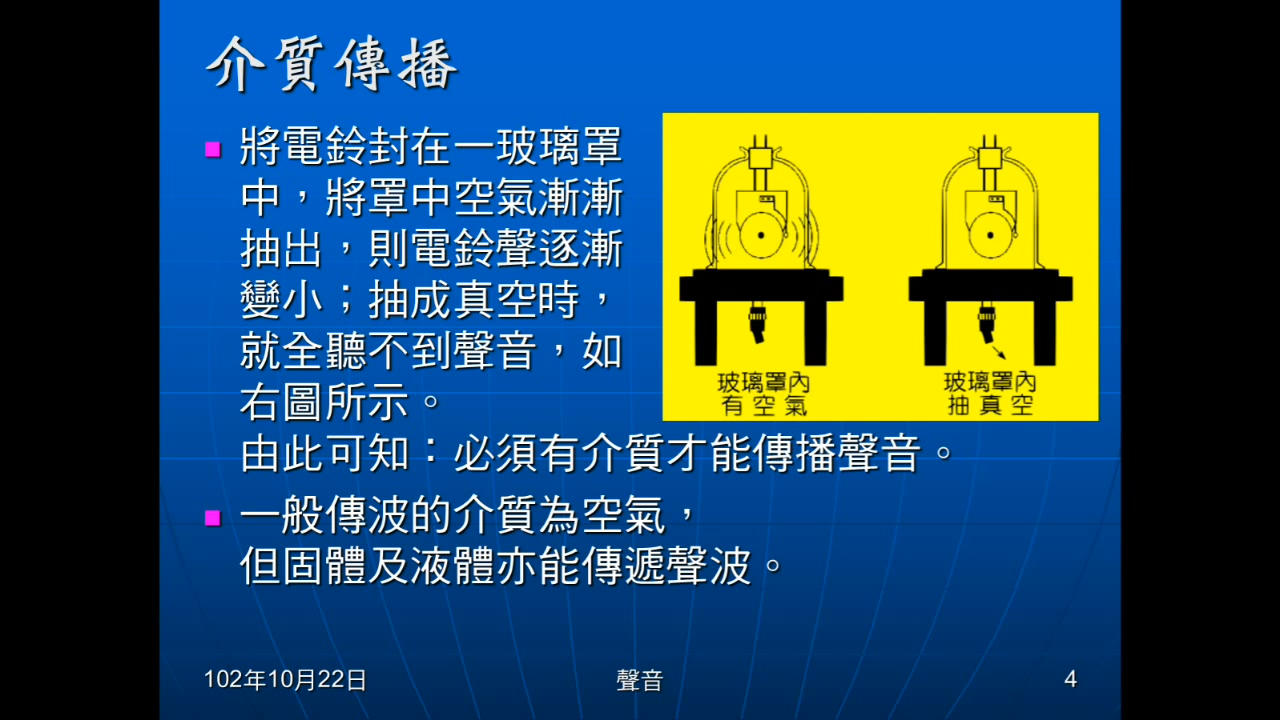 介質傳播
將電鈴封在一玻璃罩
中，將罩中空氣漸漸
抽出，則電鈴聲逐漸
變小；抽成真空時，
就全聽不到聲音，如
右圖所示。
由此可知：必須有介質才能傳播聲音。
一般傳波的介質為空氣，
但固體及液體亦能傳遞聲波。
玻璃罩內
有空氣
玻璃罩內
抽真空
102年10月22日
聲音
4